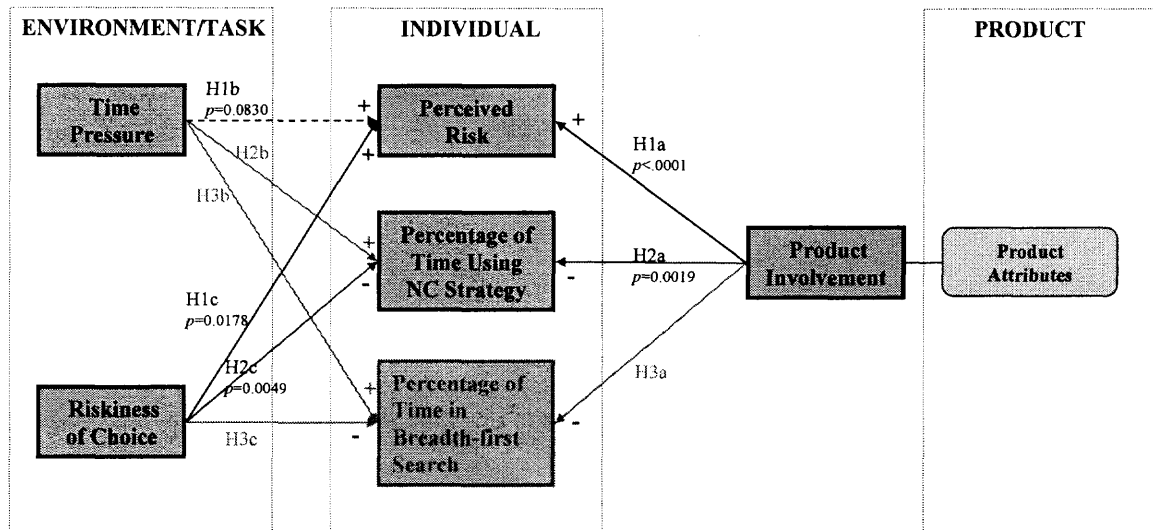 ENVIRONMENT/TASK
INDIVIDUAL
PRODUCT
Time
Pressure
H1b
p=0.0830
+
Perceived
Risk
+
+
H1a
p<.0001
H2b
H3b
+
Percentage of
Time Using
NC Strategy
-
H2a
p=0.0019
-
Product
Involvement
Product
Attributes
H1c
p=0.0178
H2c
p=0.0049
Riskiness
of Choice
H3c
+
Percentage of
Time in
Breadth-first
Search
-
H3a
-